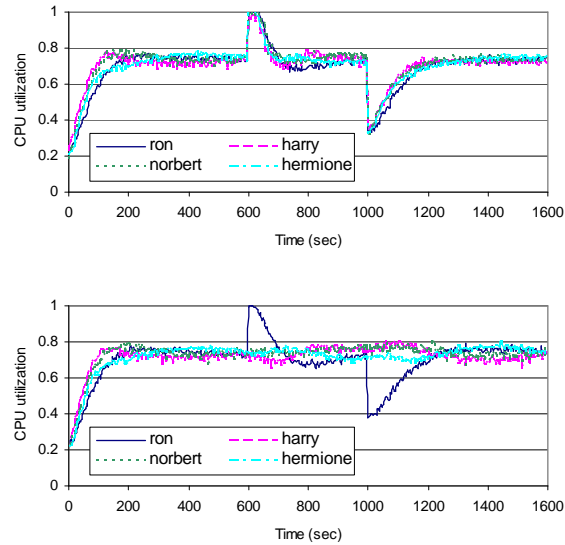 1
0.8
0.6
0.4
0.2
0
CPU utilization
ron harry
norbert hermione
0 200 400 600 800 1000 1200 1400 1600
Time (sec)
1
0.8
0.6
0.4
0.2
0
CPU utilization
ron harry
norbert hermione
0 200 400 600 800 1000 1200 1400 1600
Time (sec)